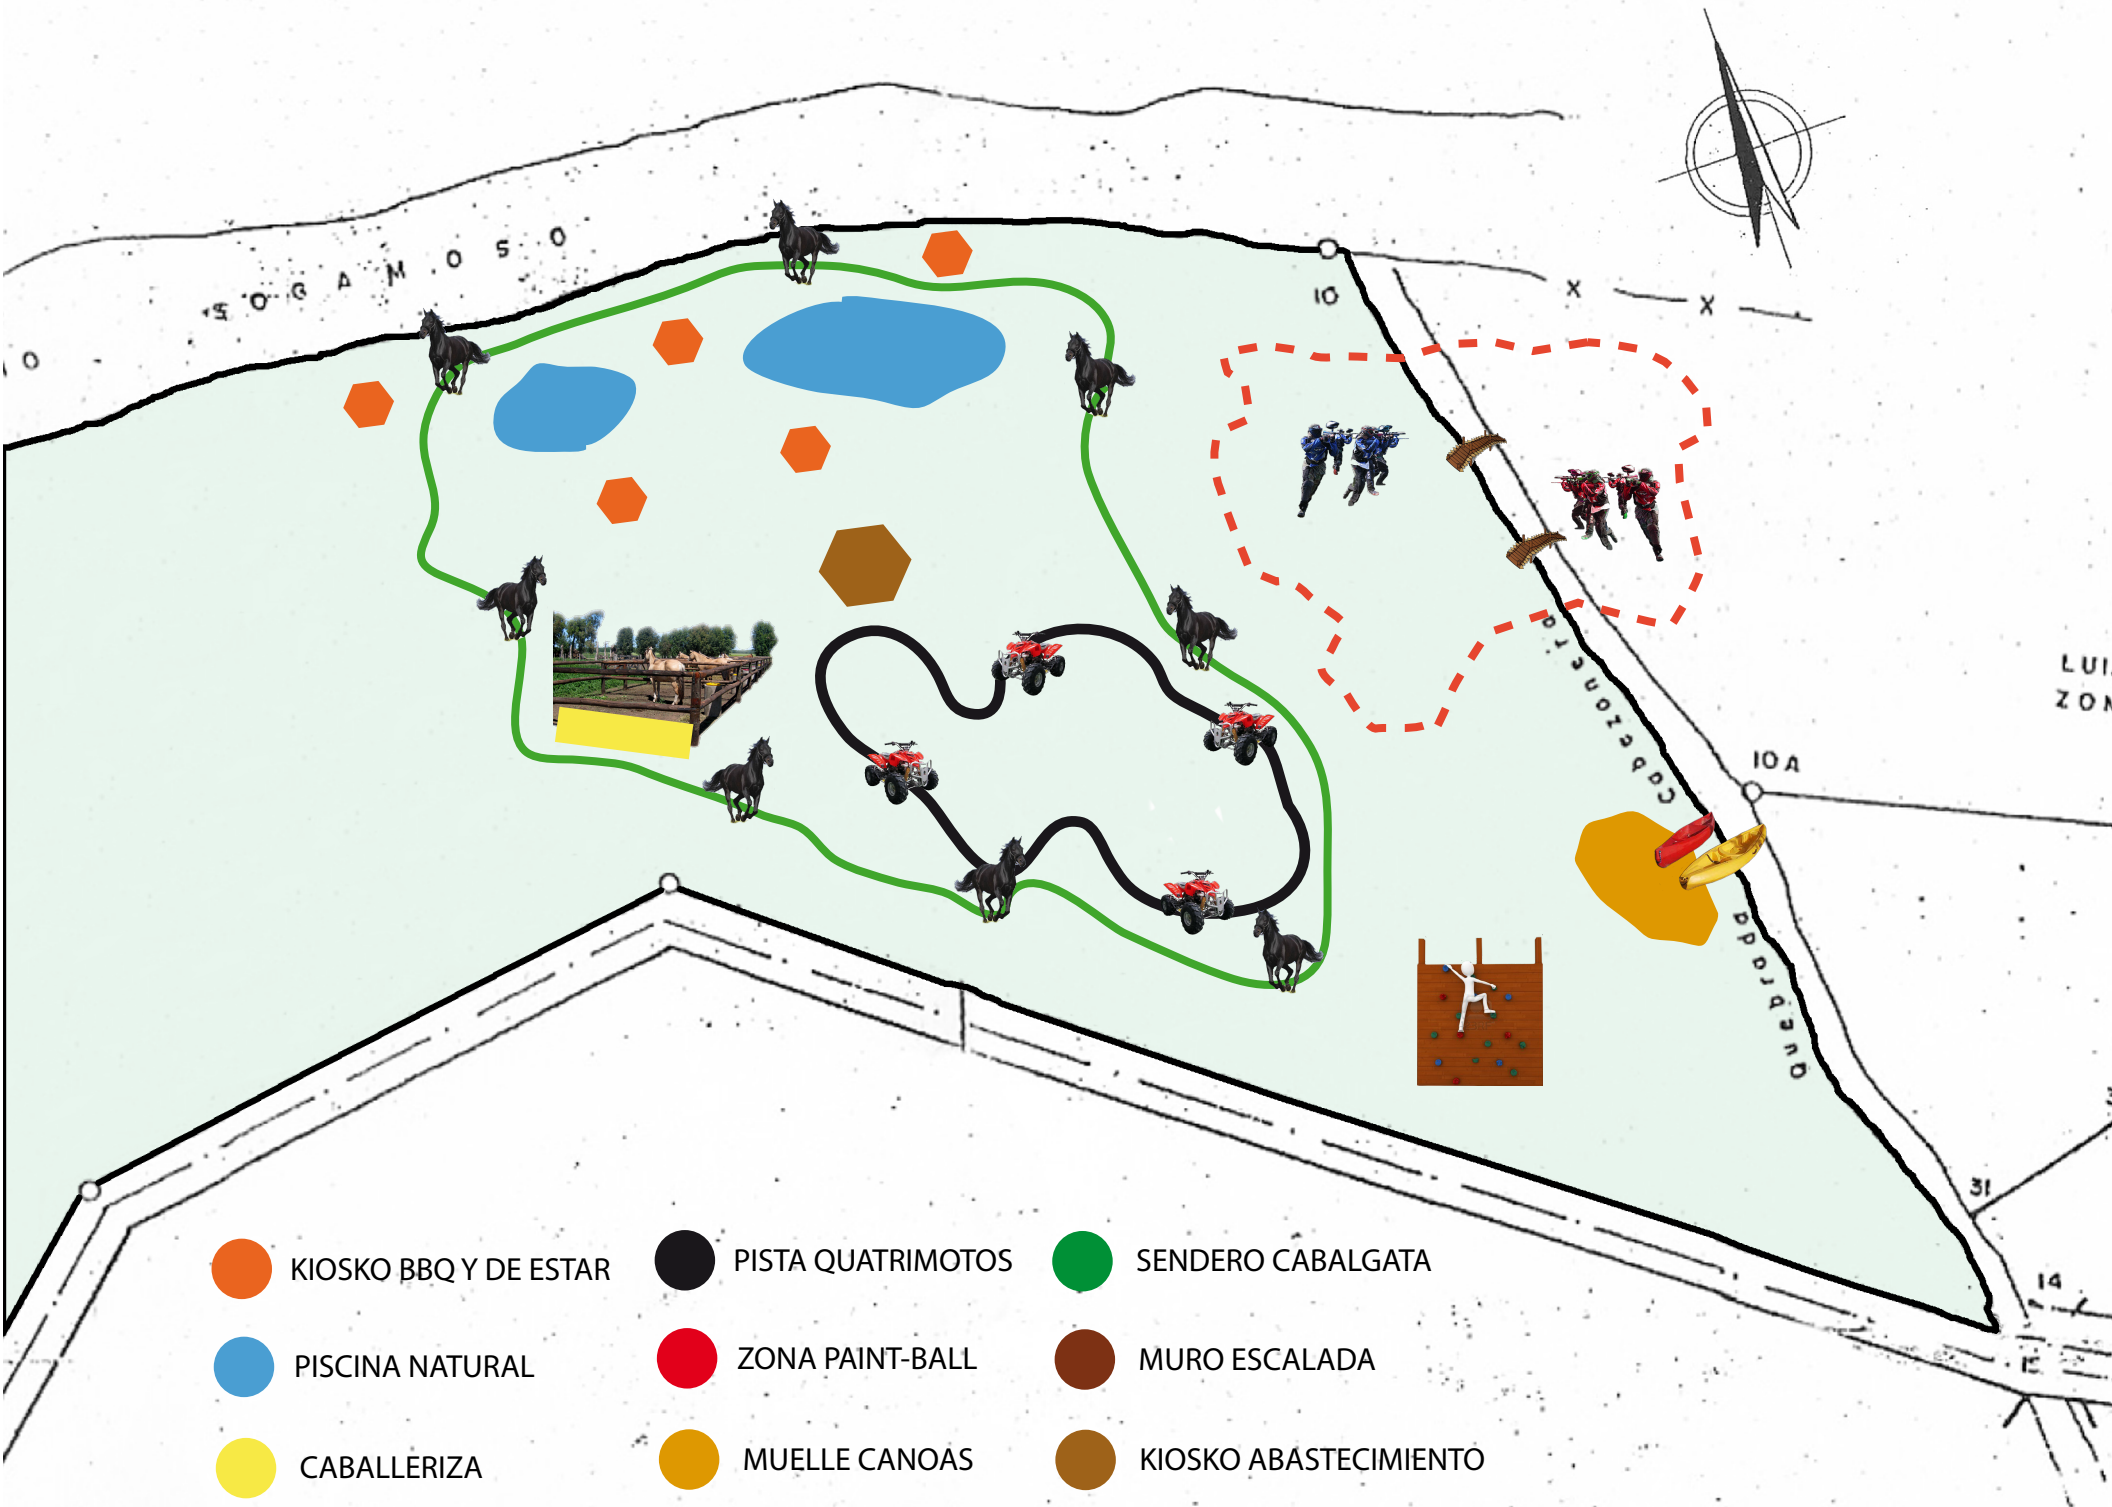 SOGAMOSO
O
10
X
X
LUI
ZON
10 A
Quebrada Cabezonera
31
14
KIOSKO BBQ Y DE ESTAR
PISTA QUATRIMOTOS
SENDERO CABALGATA
PISCINA NATURAL
ZONA PAINT-BALL
MURO ESCALADA
CABALLERIZA
MUELLE CANOAS
KIOSKO ABASTECIMIENTO